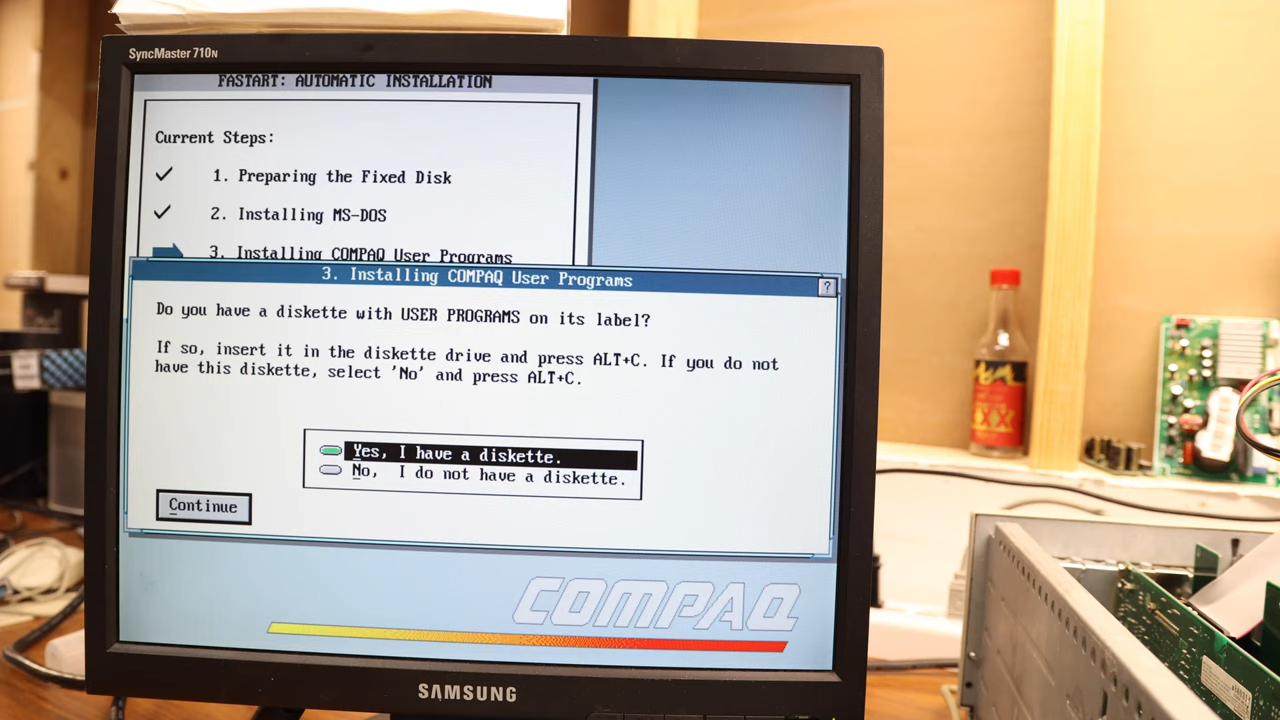 SyncMaster 710N
FASTART: AUTOMATIC INSTALLATION
Current Steps:
1. Preparing the Fixed Disk
2. Installing MS-DOS
3. Installing COMPAQ User Programs
3. Installing COMPAQ User Programs
?
Do you have a diskette with USER PROGRAMS on its label?
If so, insert it in the diskette drive and press ALT+C. If you do not
have this diskette, select 'No' and press ALT+C.
Yes, I have a diskette.
No, I do not have a diskette.
Continue
COMPAQ
SAMSUNG
XX